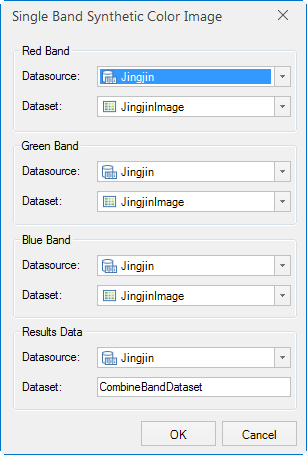 Single Band Synthetic Color Image
Red Band
Datasource: Jingjin
Dataset: JingjinImage
Green Band
Datasource: Jingjin
Dataset: JingjinImage
Blue Band
Datasource: Jingjin
Dataset: JingjinImage
Results Data
Datasource: Jingjin
Dataset: CombineBandDataset
OK Cancel